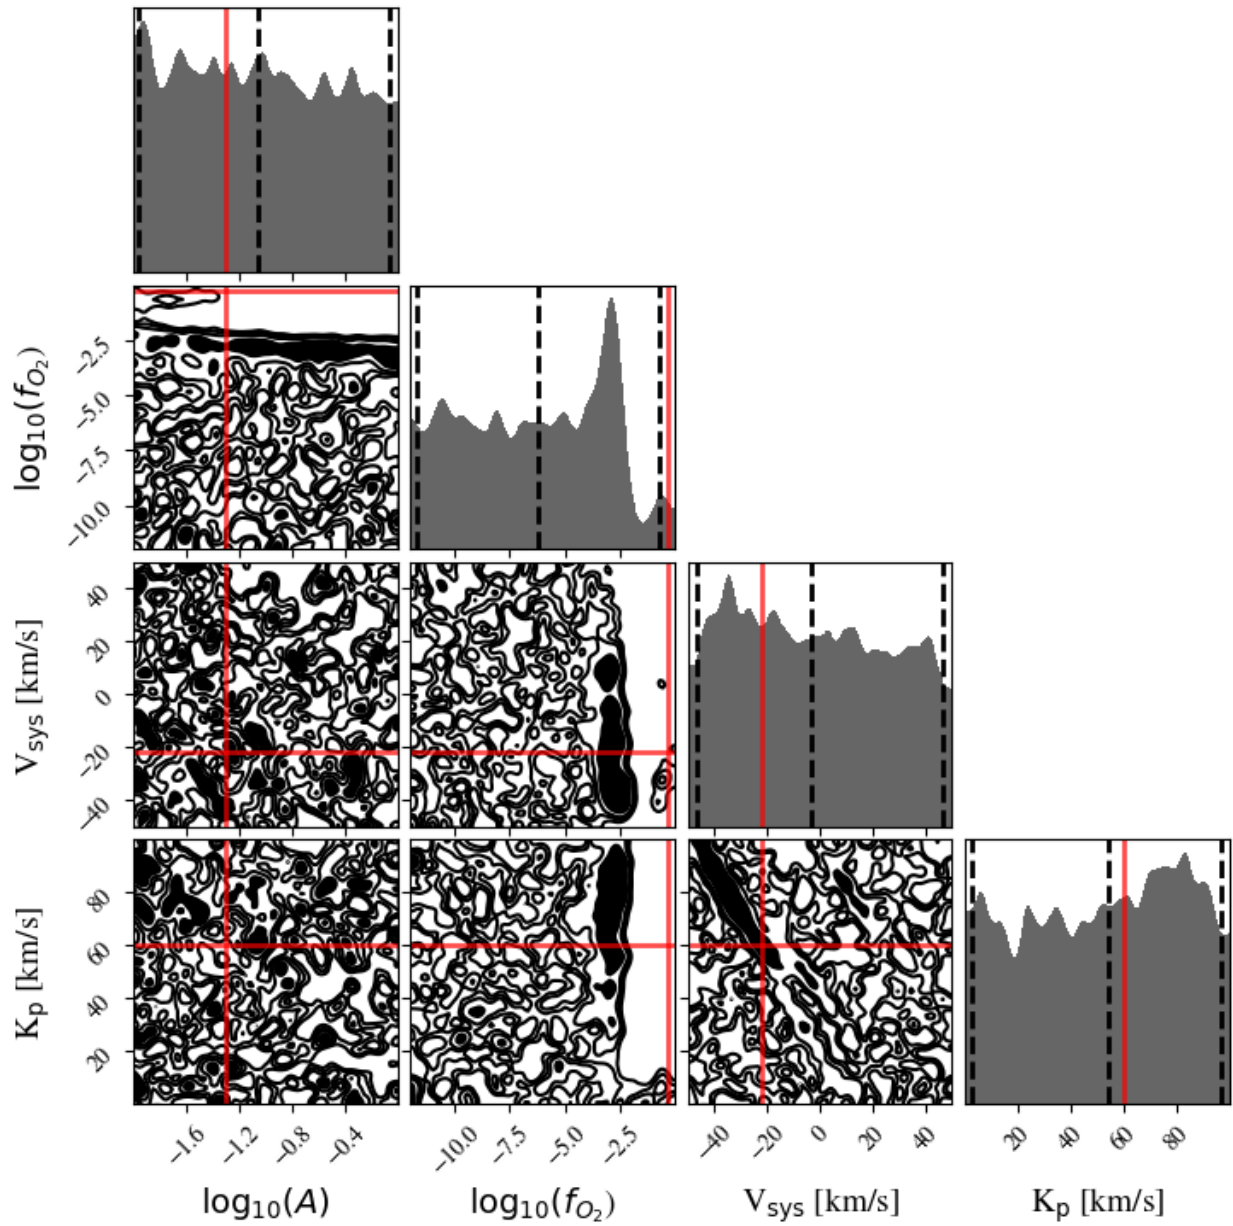 log₁₀(f_O₂)
−2.5
−5.0
−7.5
−10.0
V_sys [km/s]
40
20
0
−20
−40
K_p [km/s]
80
60
40
20
−1.6 −1.2 −0.8 −0.4
−10.0 −7.5 −5.0 −2.5
−40 −20 0 20 40
20 40 60 80
log₁₀(A)
log₁₀(f_O₂)
V_sys [km/s]
K_p [km/s]